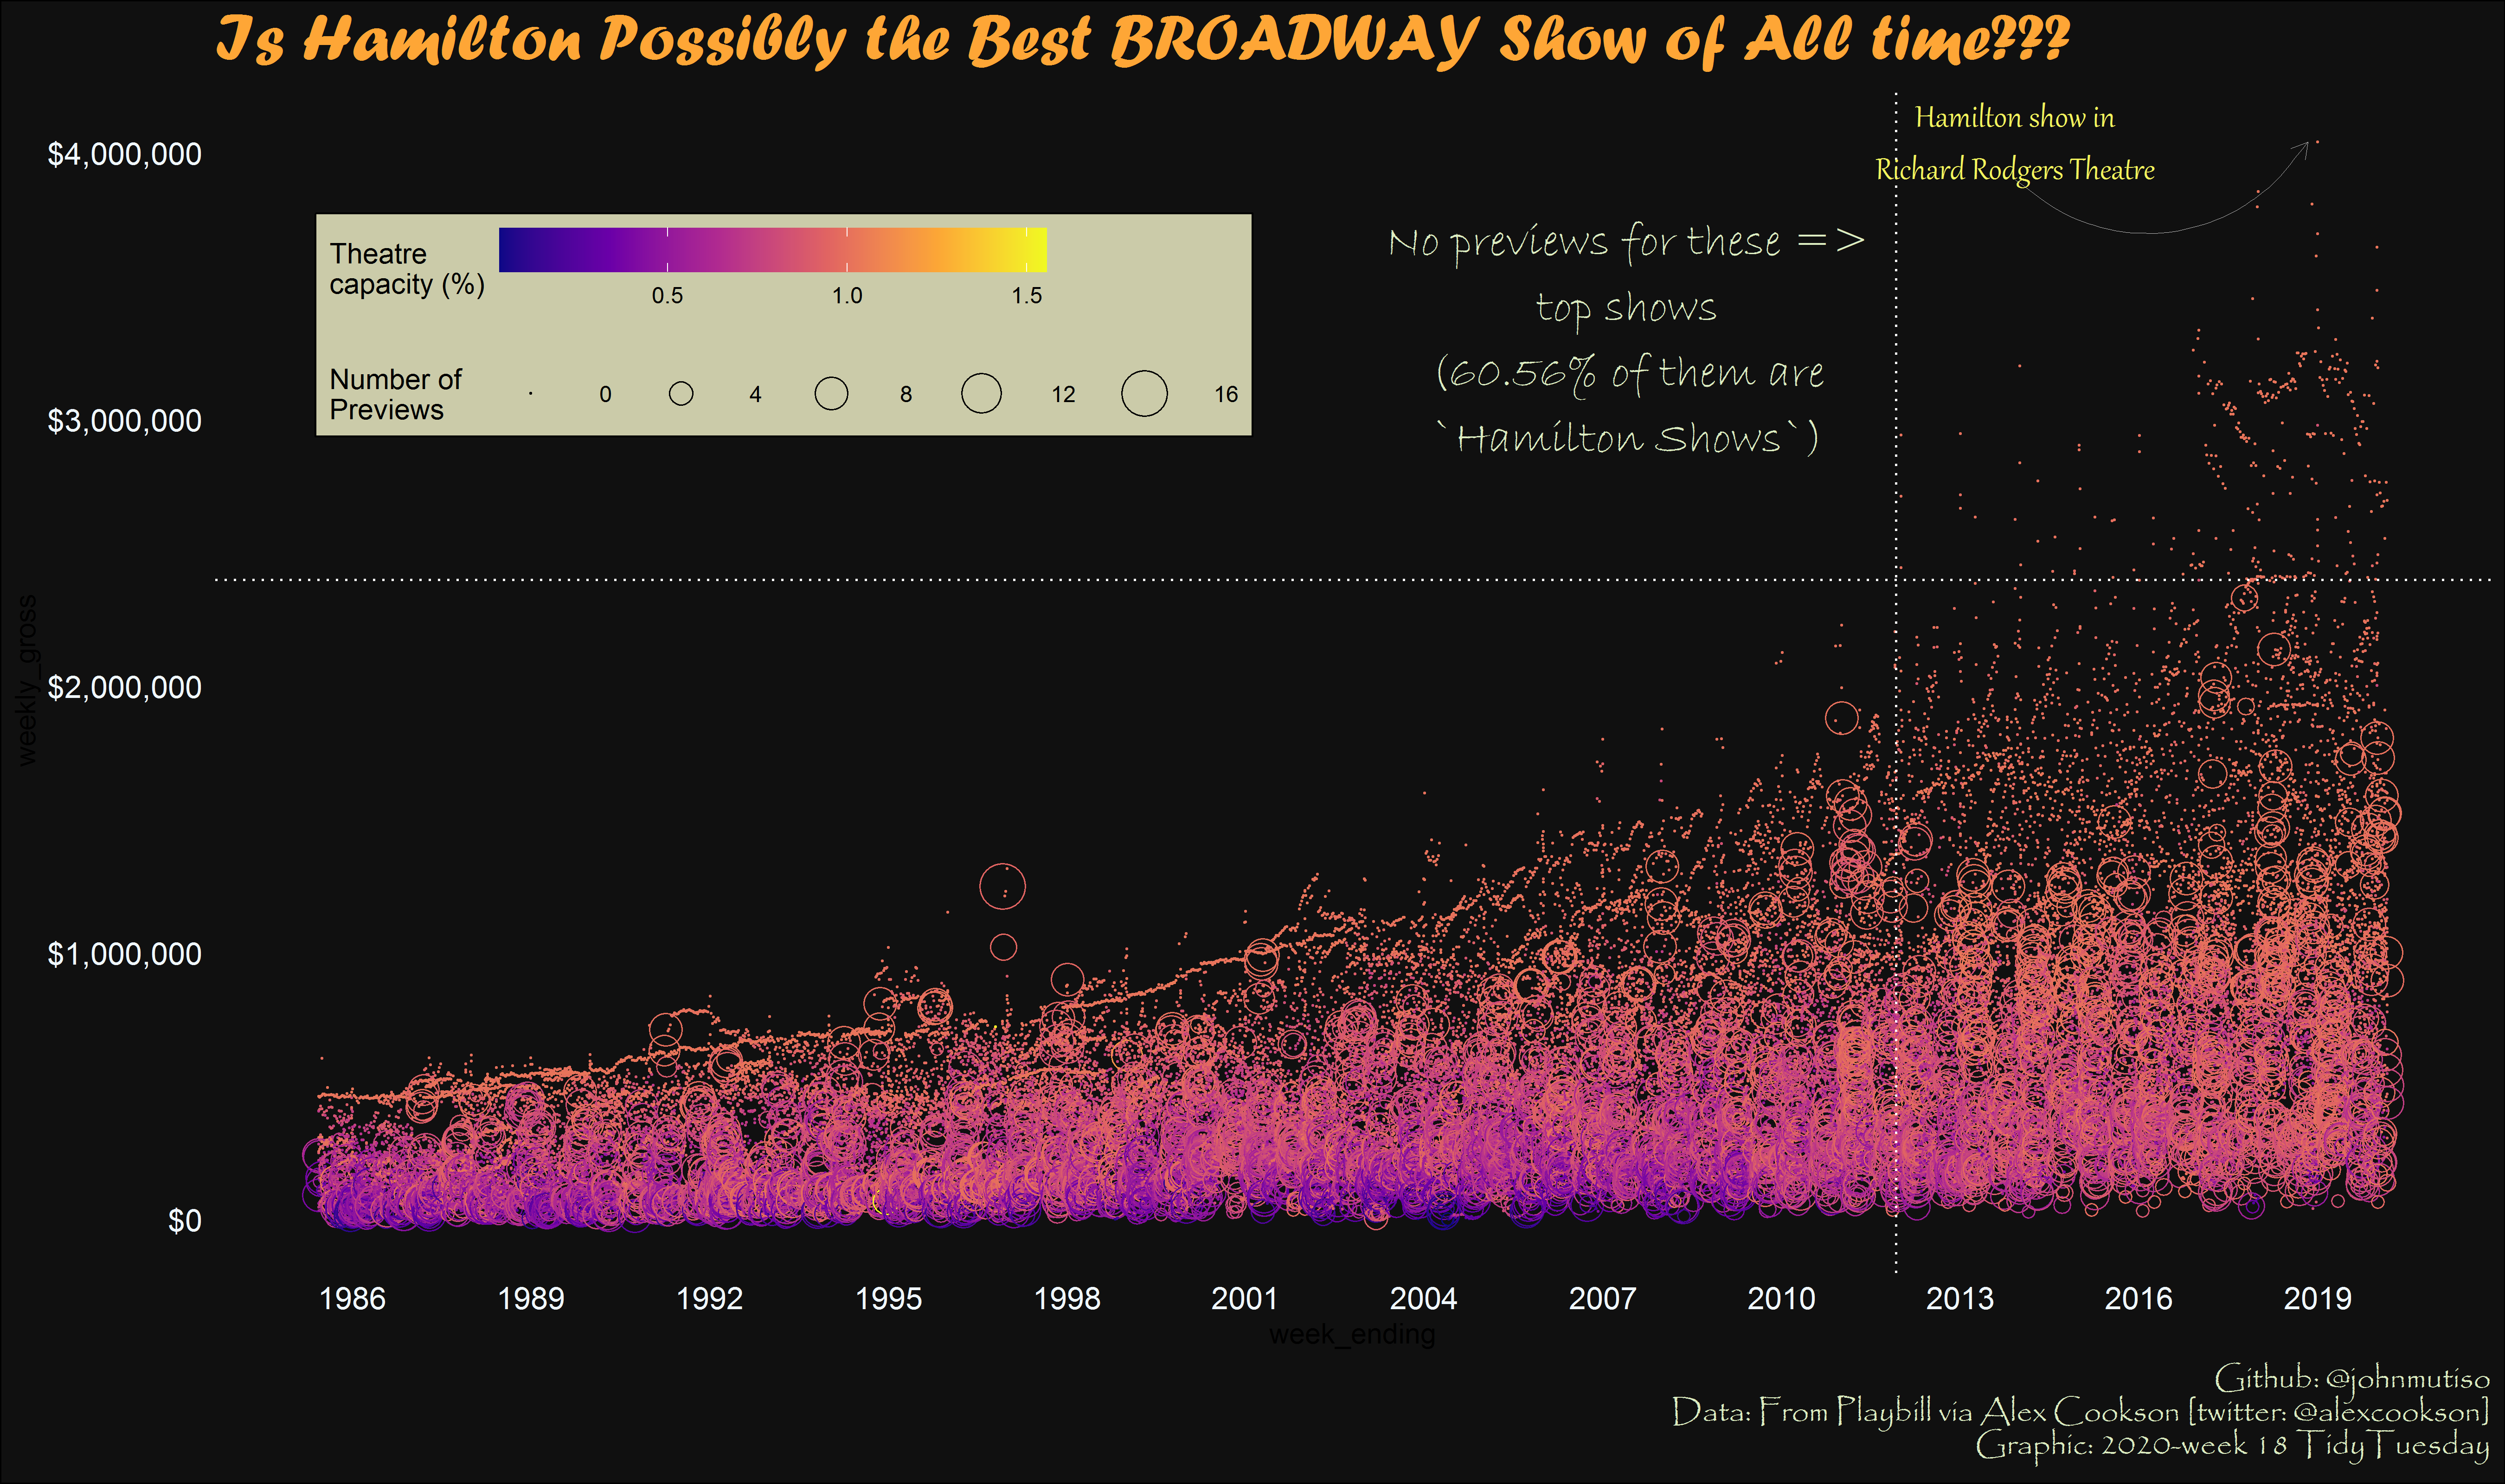 Is Hamilton Possibly the Best BROADWAY Show of All time???
Hamilton show in
Richard Rodgers Theatre
No previews for these =>
top shows
(60.56% of them are
`Hamilton Shows`)
Theatre
capacity (%)
0.5 1.0 1.5
Number of
Previews
0 4 8 12 16
$4,000,000
$3,000,000
$2,000,000
$1,000,000
$0
weekly_gross
1986 1989 1992 1995 1998 2001 2004 2007 2010 2013 2016 2019
week_ending
Github: @johnmutiso
Data: From Playbill via Alex Cookson [twitter: @alexcookson]
Graphic: 2020-week 18 TidyTuesday